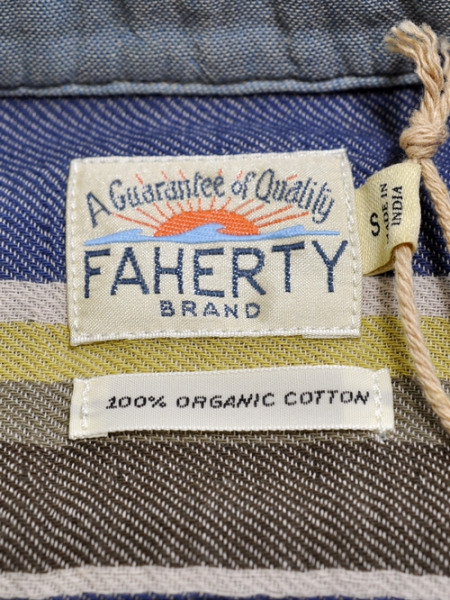 A Guarantee of Quality
FAHERTY
BRAND
S
MADE IN
INDIA
100% ORGANIC COTTON